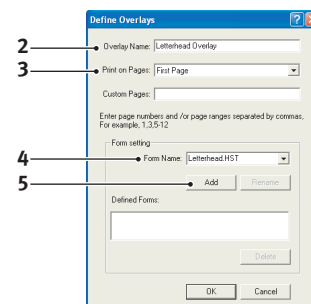 Define Overlays
2 Overlay Name: Letterhead Overlay
3 Print on Pages: First Page
Custom Pages:
Enter page numbers and /or page ranges separated by commas,
For example, 1,3,5-12
Form setting
4 Form Name: Letterhead.HST
5 Add Rename
Defined Forms:
Delete
OK Cancel